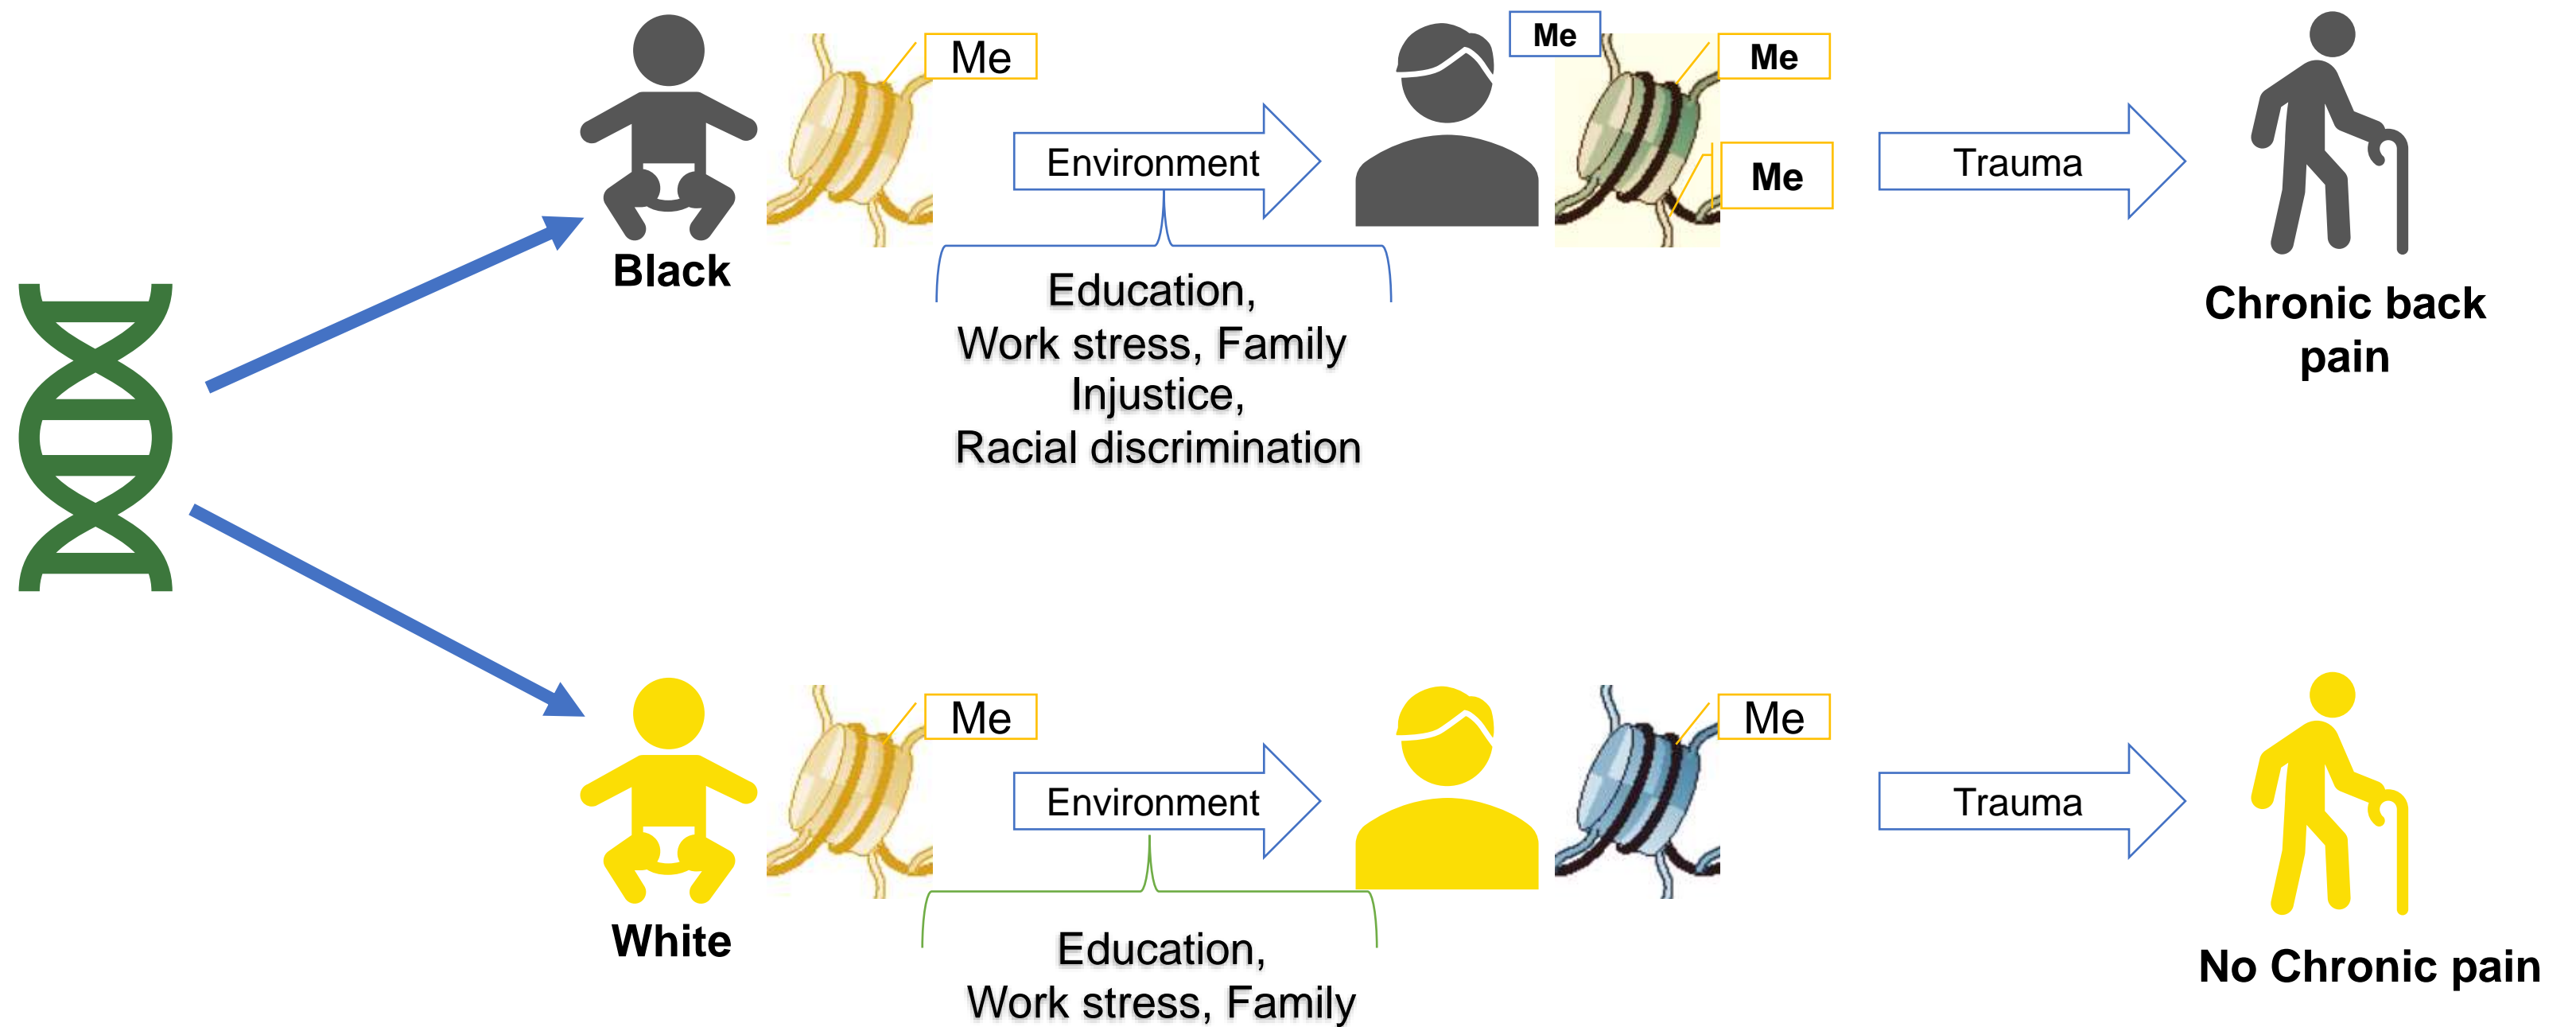 Me
Me
Me
Me
Environment
Trauma
Black
Education,
Work stress, Family
Injustice,
Racial discrimination
Chronic back
pain
Me
Me
Environment
Trauma
White
Education,
Work stress, Family
No Chronic pain